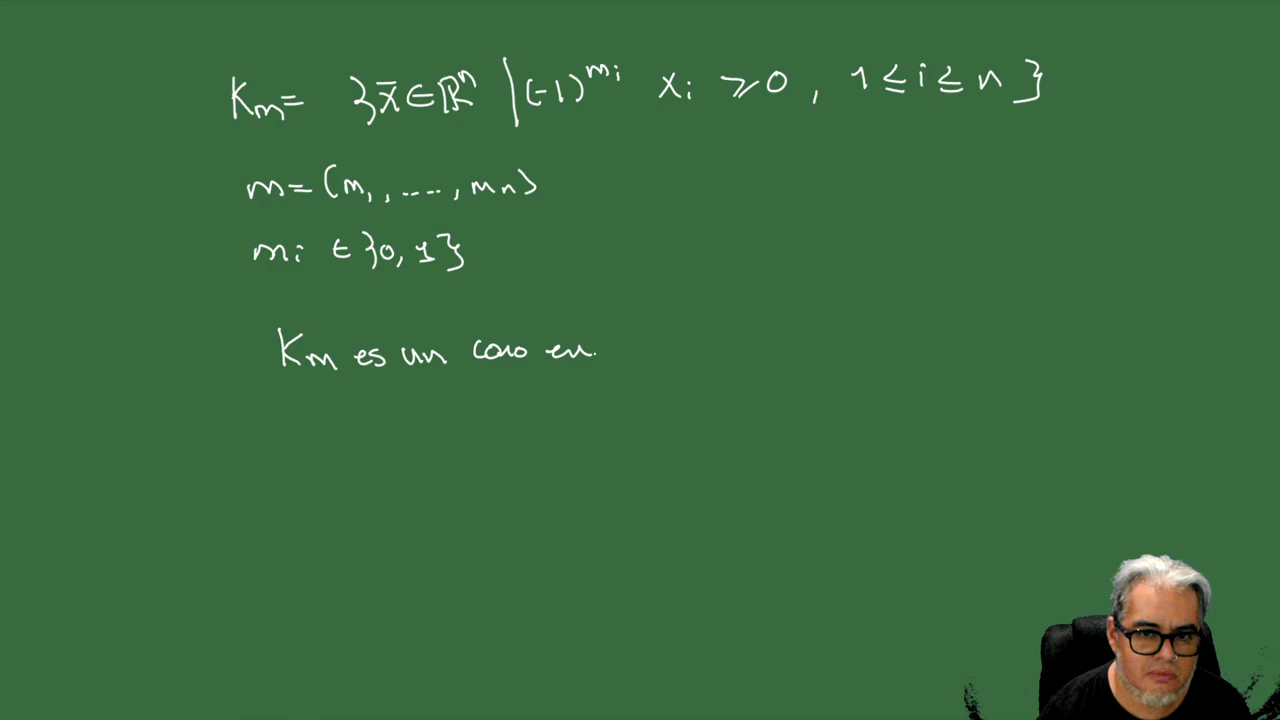 Km = {x̄ ∈ ℝⁿ | (-1)^{mi} xi ≥ 0 , 1 ≤ i ≤ n }
m = (m₁, ...., mn)
mi ∈ {0, 1}
Km es un cono en